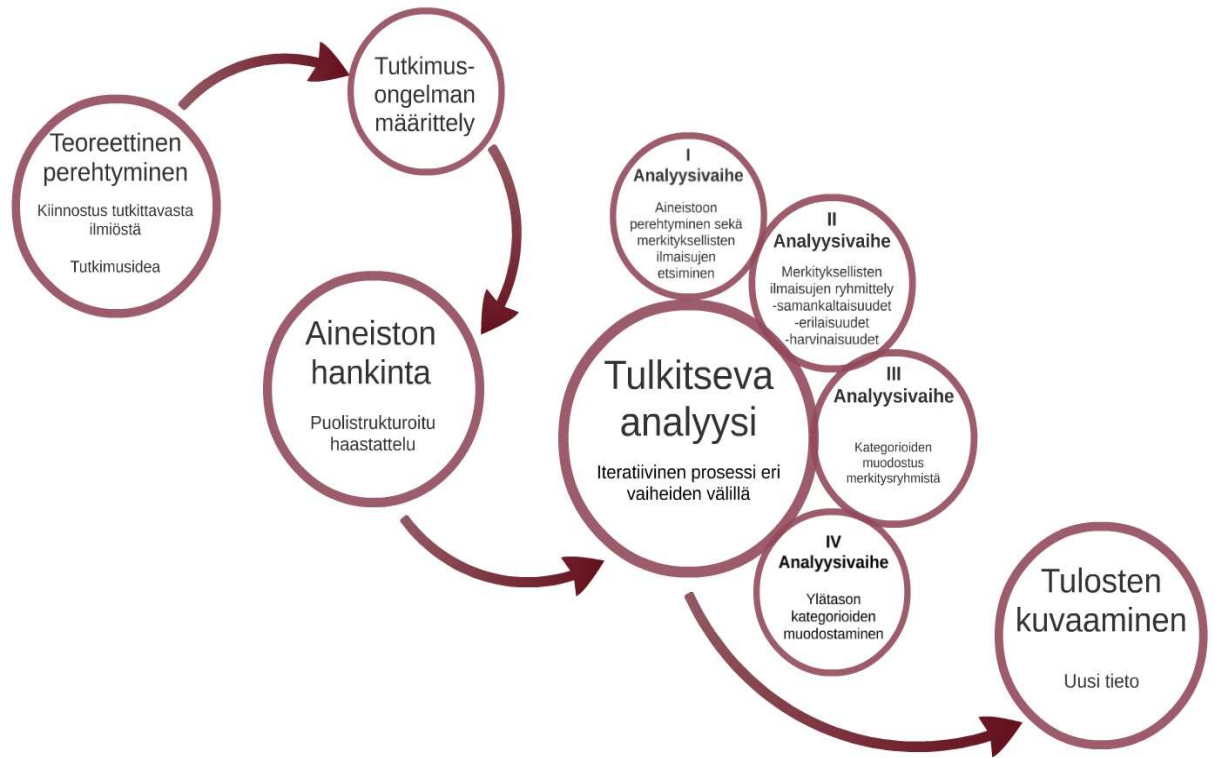 Teoreettinen
perehtyminen
Kiinnostus tutkittavasta
ilmiöstä
Tutkimusidea
Tutkimus-
ongelman
määrittely
Aineiston
hankinta
Puolistrukturoitu
haastattelu
Tulkitseva
analyysi
Iteratiivinen prosessi eri
vaiheiden välillä
I
Analyysivaihe
Aineistoon
perehtyminen sekä
merkityksellisten
ilmaisujen
etsiminen
II
Analyysivaihe
Merkityksellisten
ilmaisujen ryhmittely
-samankaltaisuudet
-erilaisuudet
-harvinaisuudet
III
Analyysivaihe
Kategorioiden
muodostus
merkitysryhmistä
IV
Analyysivaihe
Ylätason
kategorioiden
muodostaminen
Tulosten
kuvaaminen
Uusi tieto